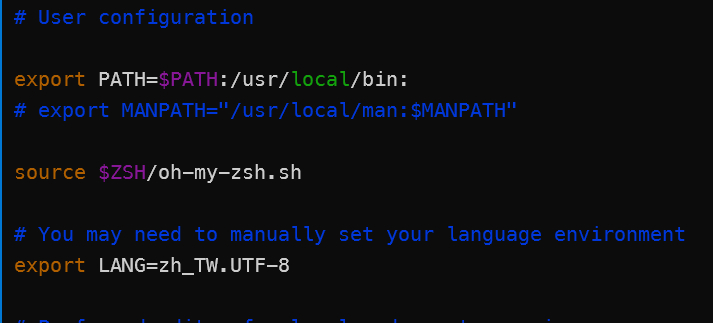 # User configuration
export PATH=$PATH:/usr/local/bin:
# export MANPATH="/usr/local/man:$MANPATH"
source $ZSH/oh-my-zsh.sh
# You may need to manually set your language environment
export LANG=zh_TW.UTF-8